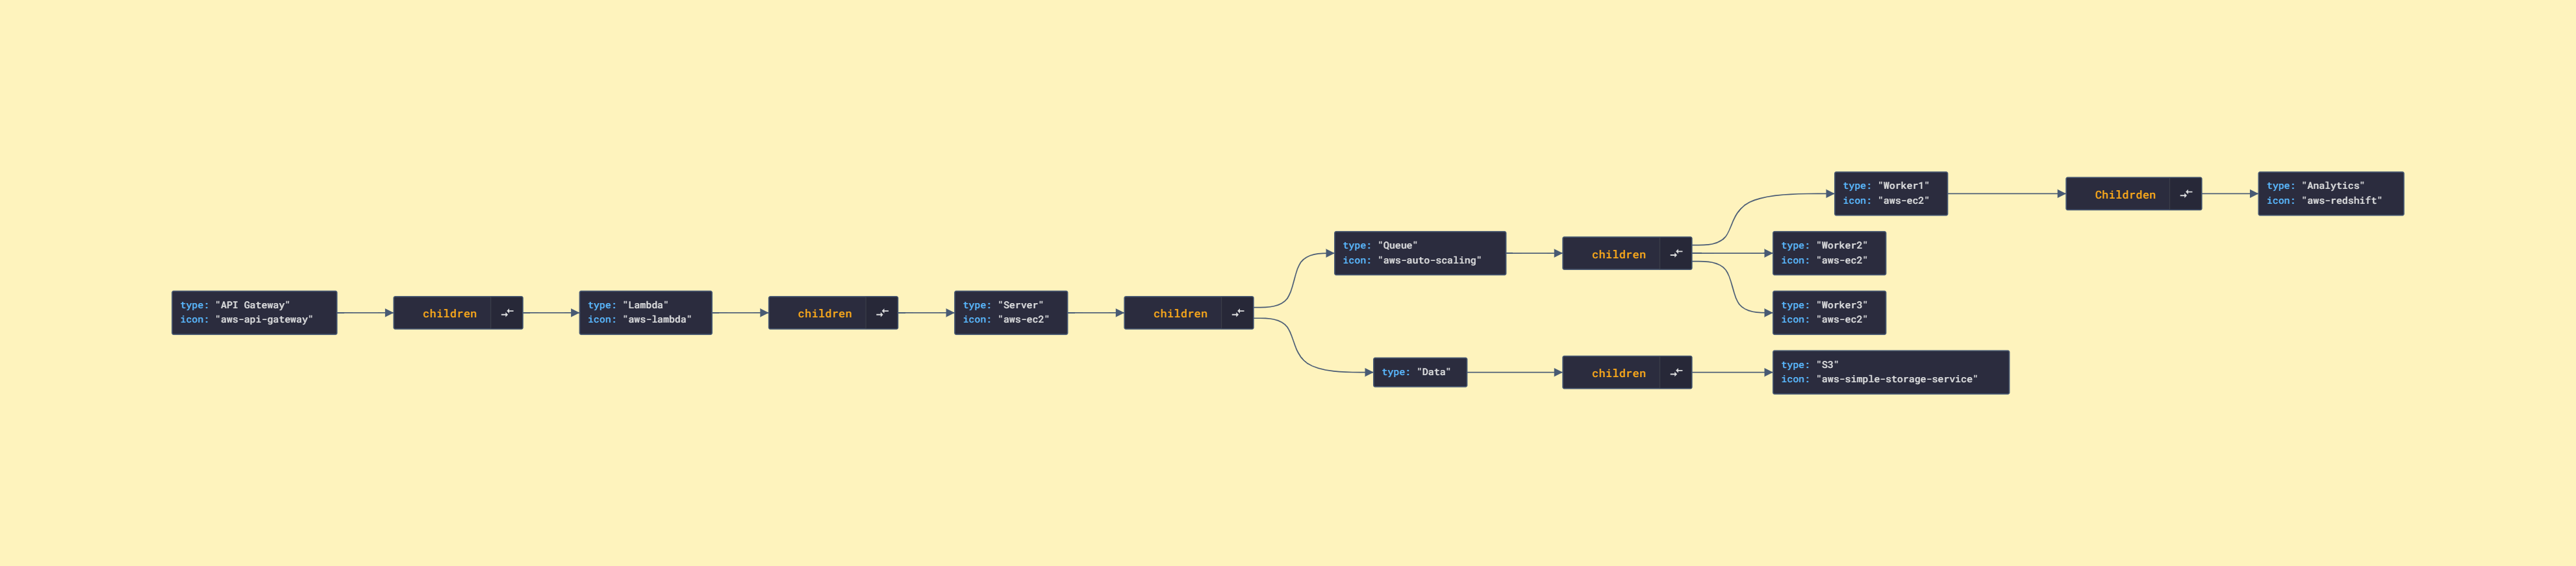 type: "API Gateway"
icon: "aws-api-gateway"
children
type: "Lambda"
icon: "aws-lambda"
children
type: "Server"
icon: "aws-ec2"
children
type: "Queue"
icon: "aws-auto-scaling"
children
type: "Worker1"
icon: "aws-ec2"
Childrden
type: "Analytics"
icon: "aws-redshift"
type: "Worker2"
icon: "aws-ec2"
type: "Worker3"
icon: "aws-ec2"
type: "Data"
children
type: "S3"
icon: "aws-simple-storage-service"